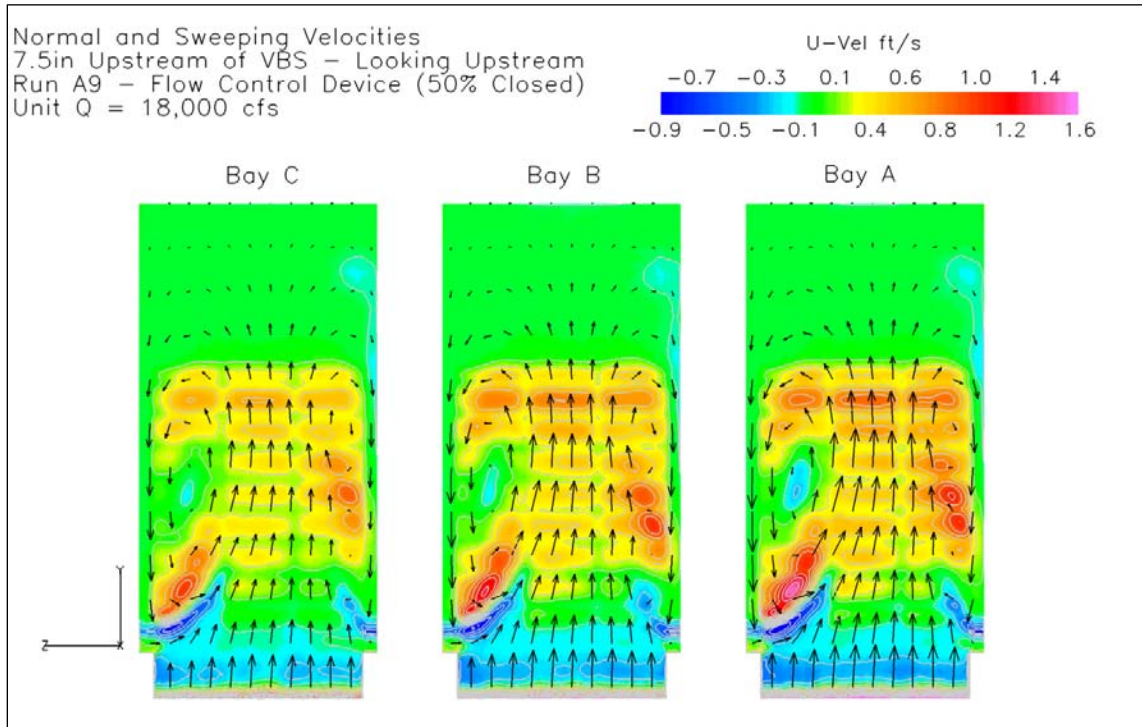 Normal and Sweeping Velocities
7.5in Upstream of VBS – Looking Upstream
Run A9 – Flow Control Device (50% Closed)
Unit Q = 18,000 cfs
U–Vel ft/s
−0.7 −0.3 0.1 0.6 1.0 1.4
−0.9 −0.5 −0.1 0.4 0.8 1.2 1.6
Bay C Bay B Bay A
Y
Z X